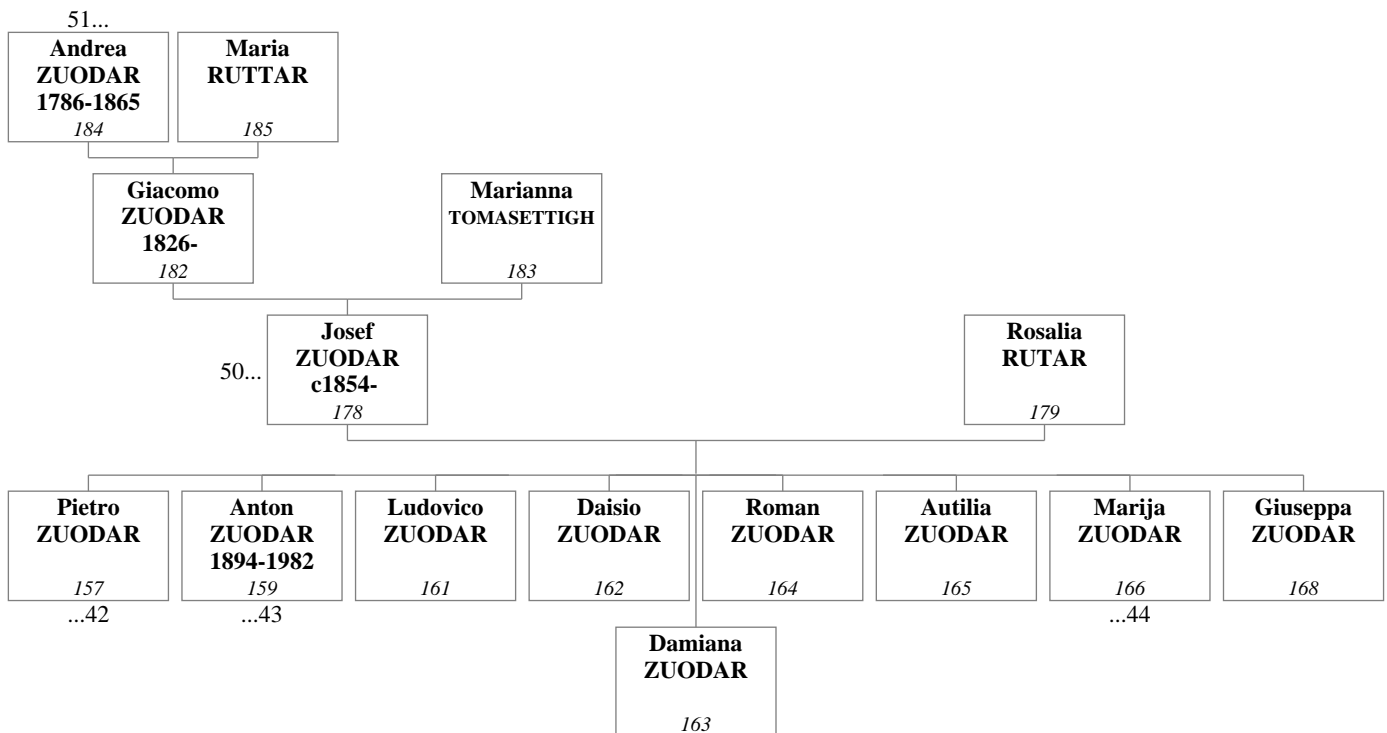 51...
Andrea
ZUODAR
1786-1865
184
Maria
RUTTAR
185
Giacomo
ZUODAR
1826-
182
Marianna
TOMASETTIGH
183
50...
Josef
ZUODAR
c1854-
178
Rosalia
RUTAR
179
Pietro
ZUODAR
157
...42
Anton
ZUODAR
1894-1982
159
...43
Ludovico
ZUODAR
161
Daisio
ZUODAR
162
Roman
ZUODAR
164
Autilia
ZUODAR
165
Marija
ZUODAR
166
...44
Giuseppa
ZUODAR
168
Damiana
ZUODAR
163